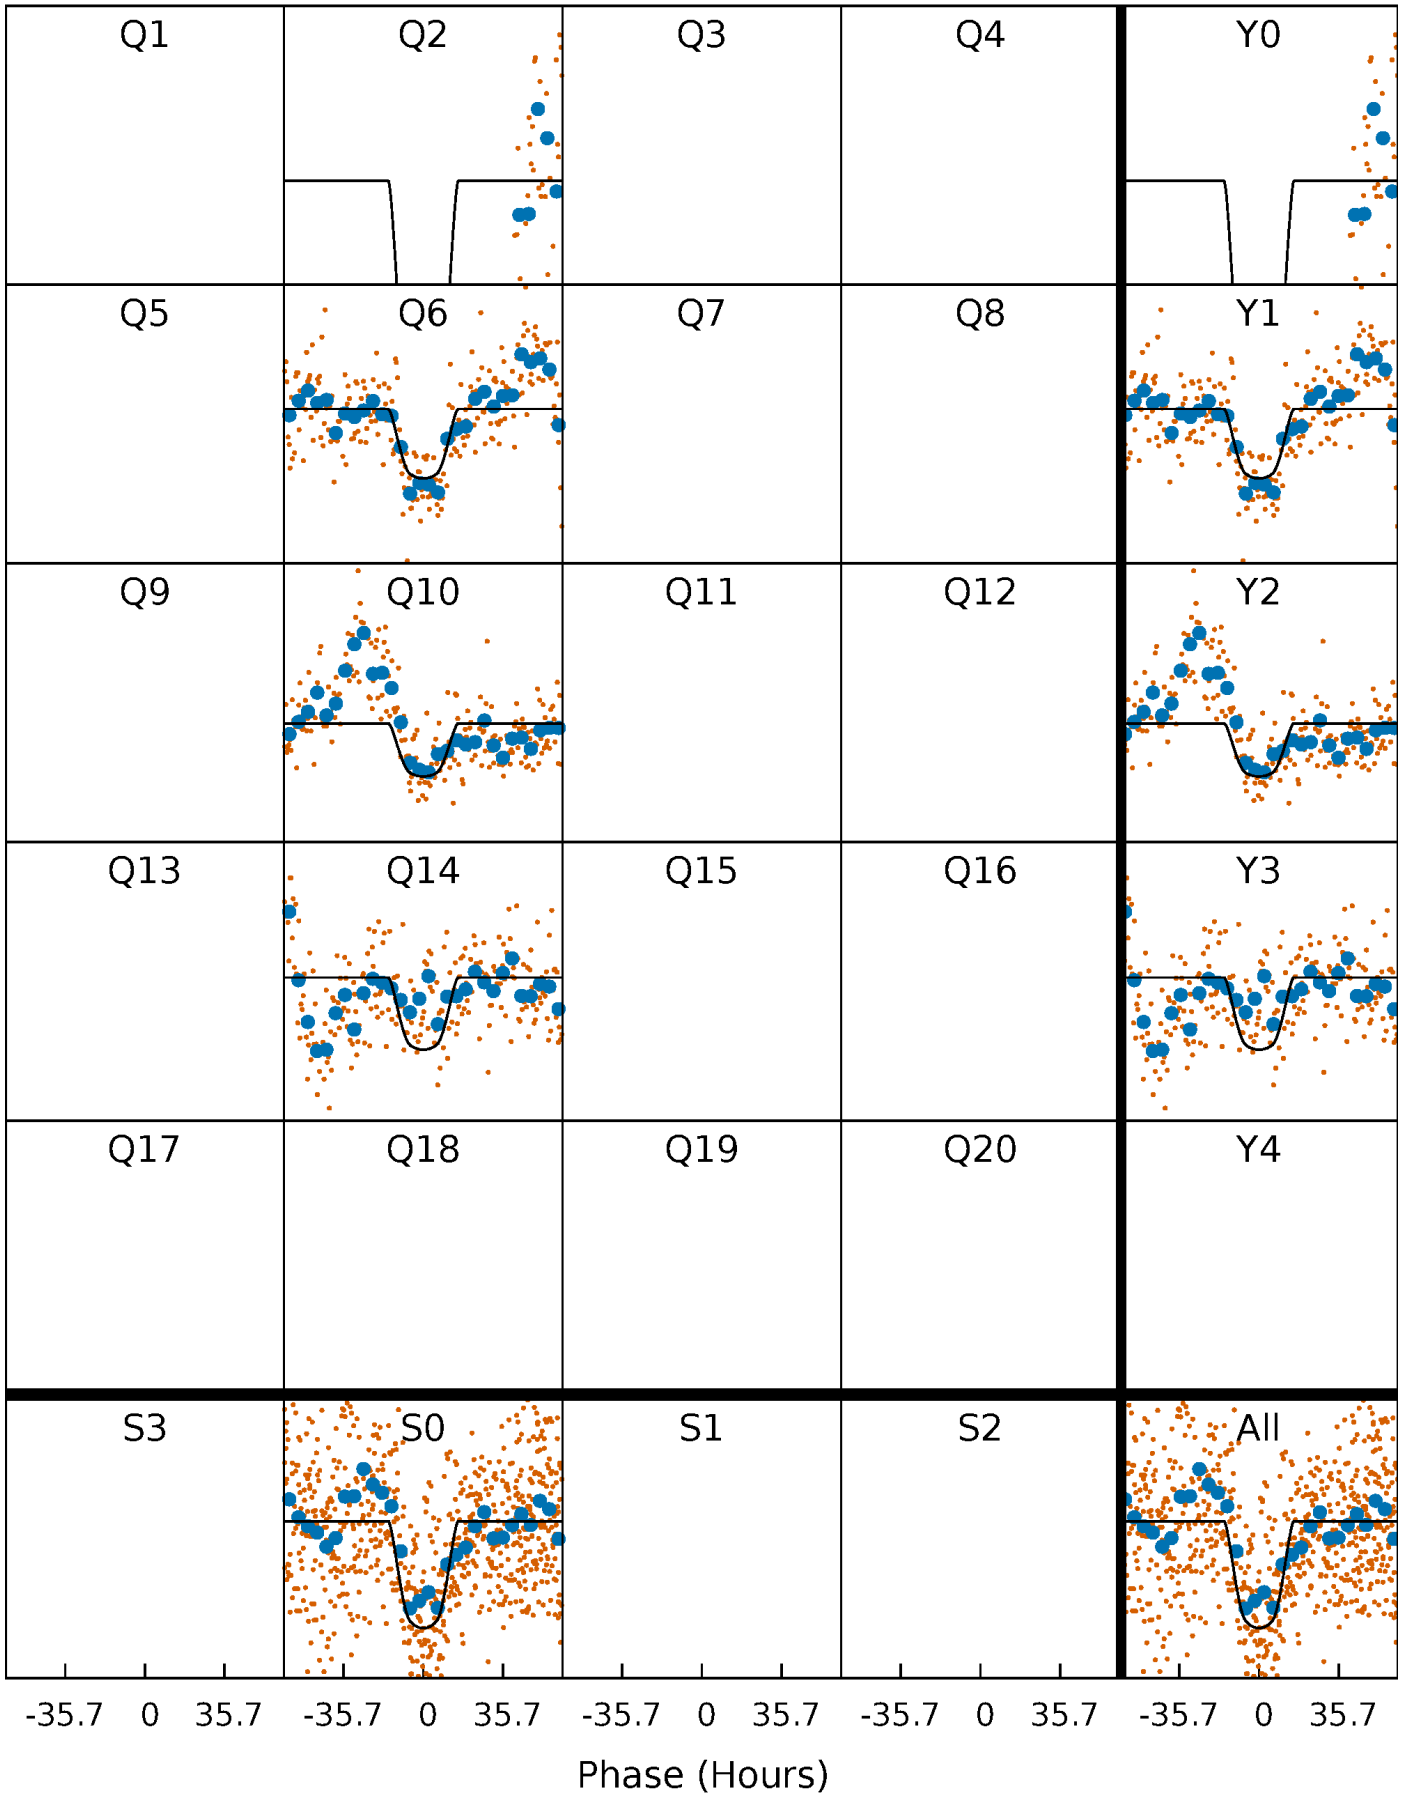 Q1 Q2 Q3 Q4 Y0
Q5 Q6 Q7 Q8 Y1
Q9 Q10 Q11 Q12 Y2
Q13 Q14 Q15 Q16 Y3
Q17 Q18 Q19 Q20 Y4
S3 S0 S1 S2 All
-35.7 0 35.7 -35.7 0 35.7 -35.7 0 35.7 -35.7 0 35.7 -35.7 0 35.7
Phase (Hours)